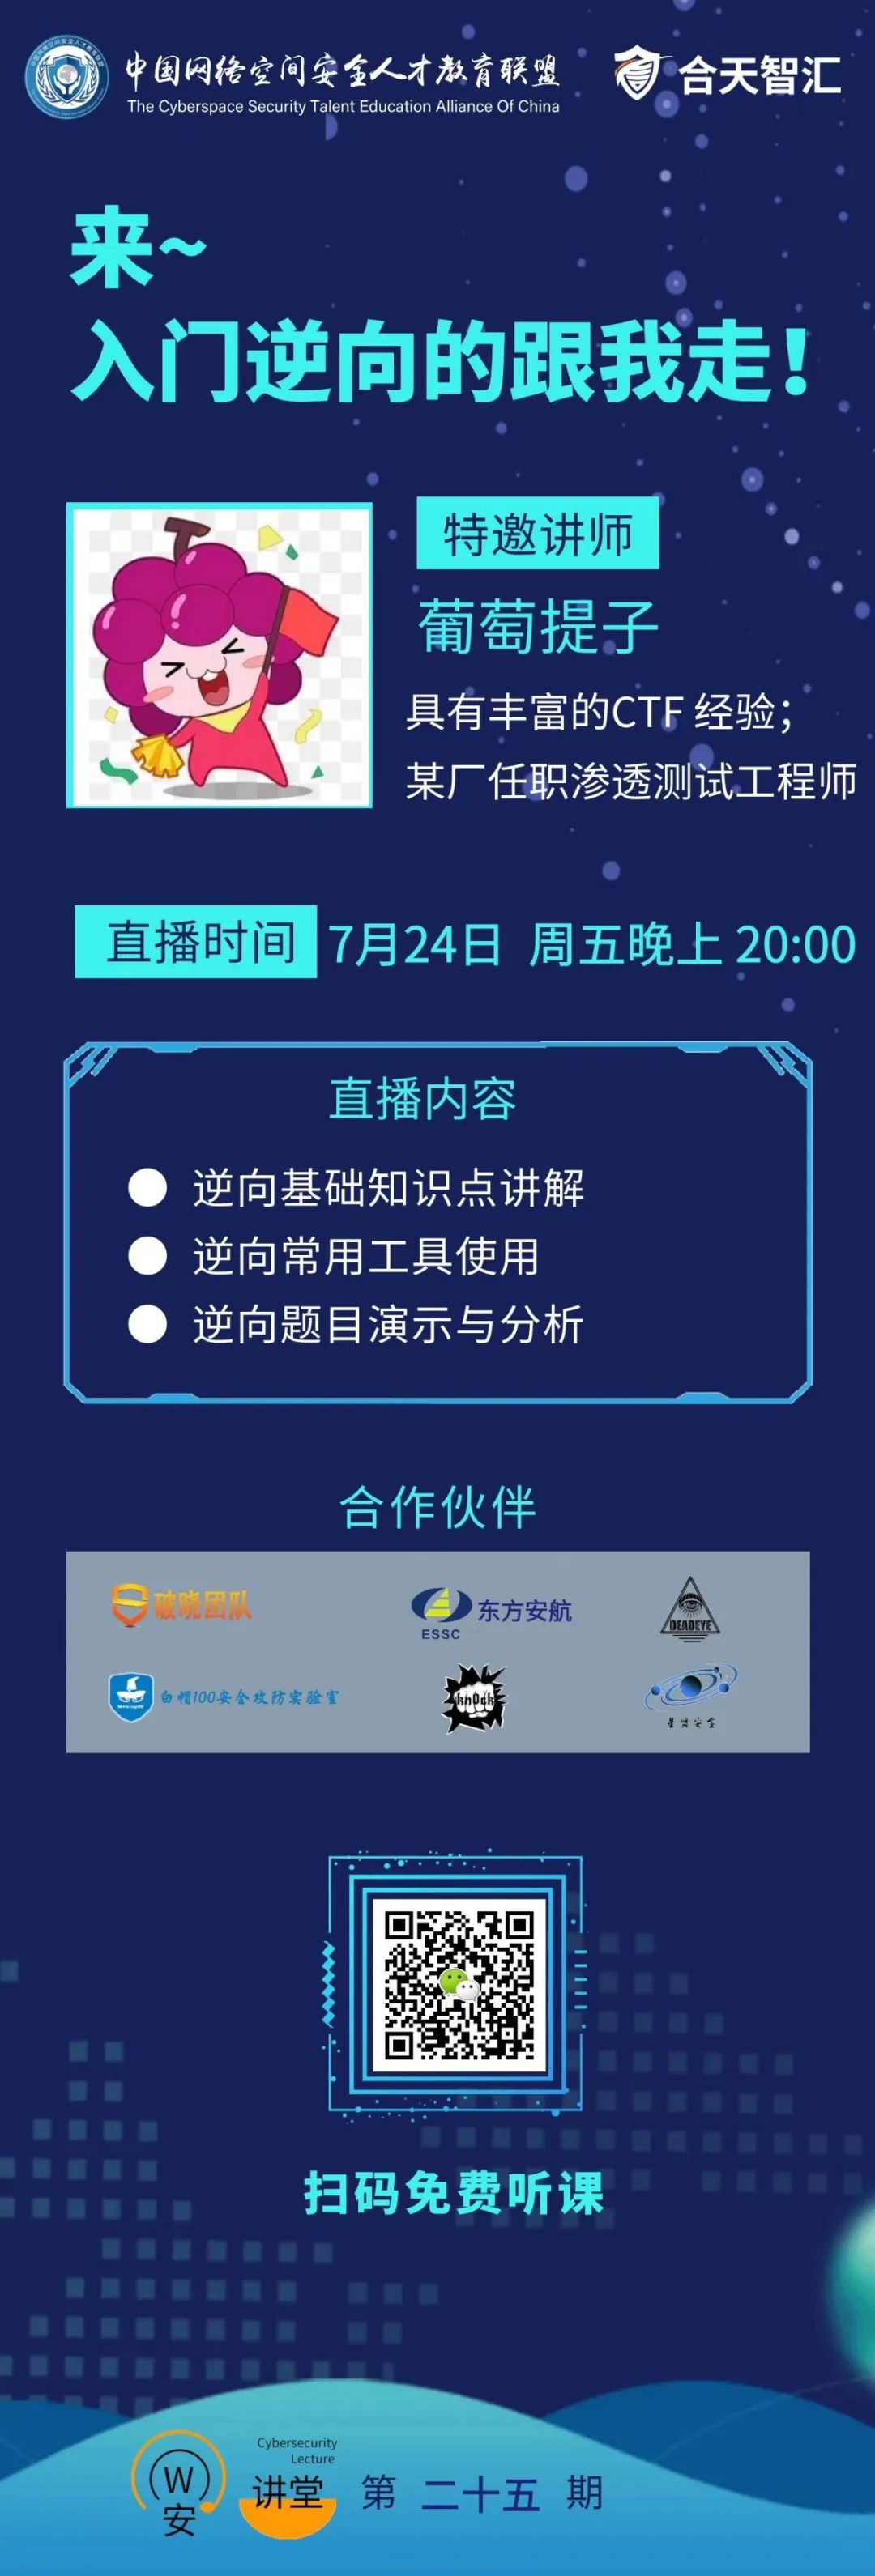 中国网络空间安全人才教育联盟
The Cyberspace Security Talent Education Alliance Of China
合天智汇
来~
入门逆向的跟我走!
特邀讲师
葡萄提子
具有丰富的CTF 经验;
某厂任职渗透测试工程师
直播时间 7月24日 周五晚上 20:00
直播内容
逆向基础知识点讲解
逆向常用工具使用
逆向题目演示与分析
合作伙伴
破晓团队
东方安航
ESSC
DEADEYE
白帽100安全攻防实验室
kn0ck
星盟安全
扫码免费听课
W
安
Cybersecurity
Lecture
讲堂 第 二十五 期